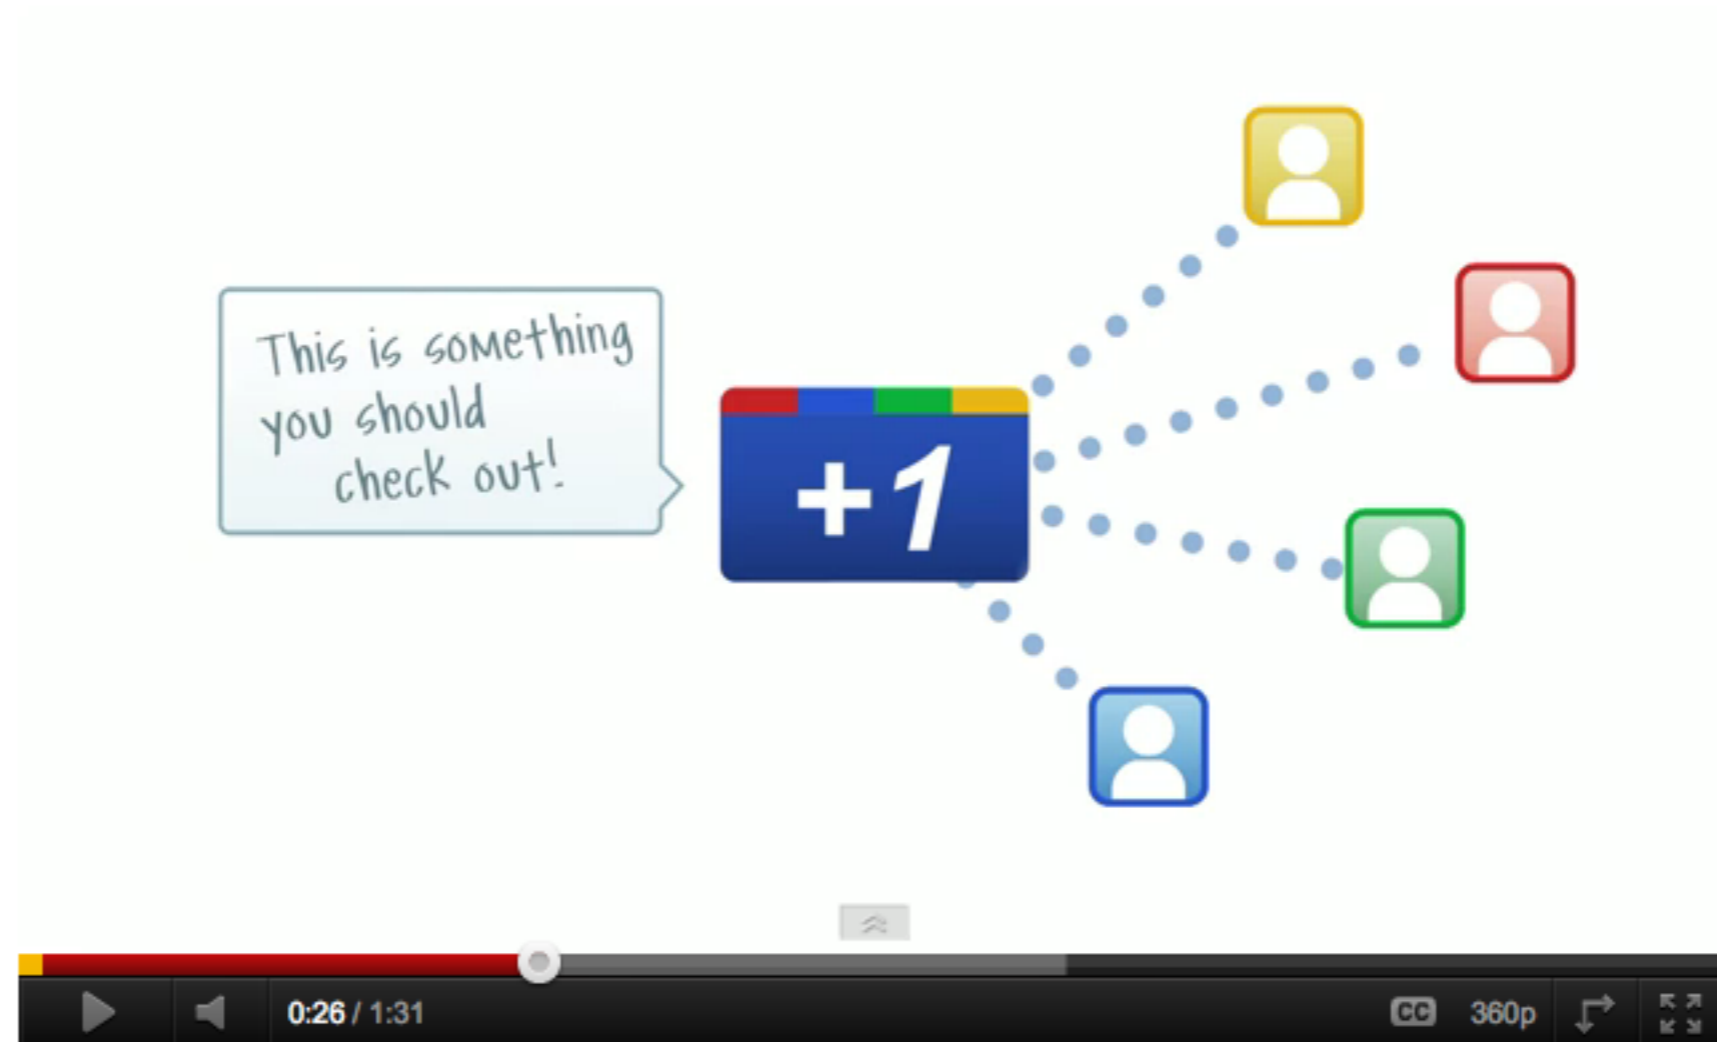 This is something
you should
check out!
+1
0:26 / 1:31
CC
360p